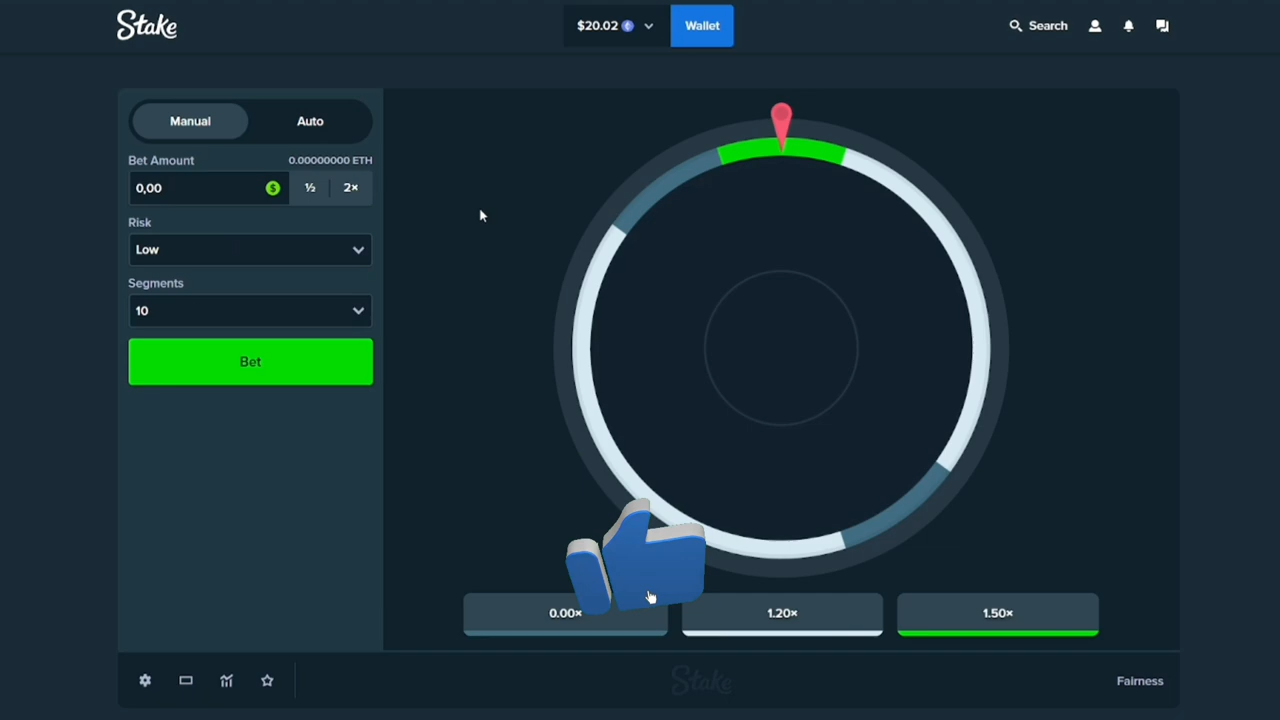 Stake
$20.02
Wallet
Search
Manual
Auto
Bet Amount
0.00000000 ETH
0,00
$
½
2×
Risk
Low
Segments
10
Bet
0.00×
1.20×
1.50×
Stake
Fairness